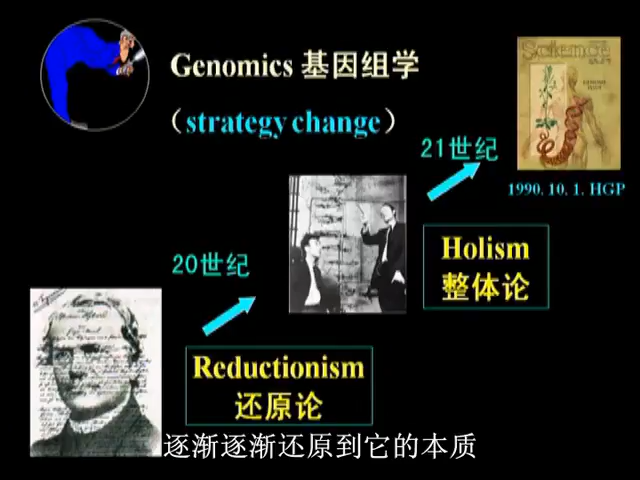 Genomics 基因组学
（strategy change）
Science
21世纪
1990. 10. 1. HGP
20世纪
Holism
整体论
Reductionism
还原论
逐渐逐渐还原到它的本质